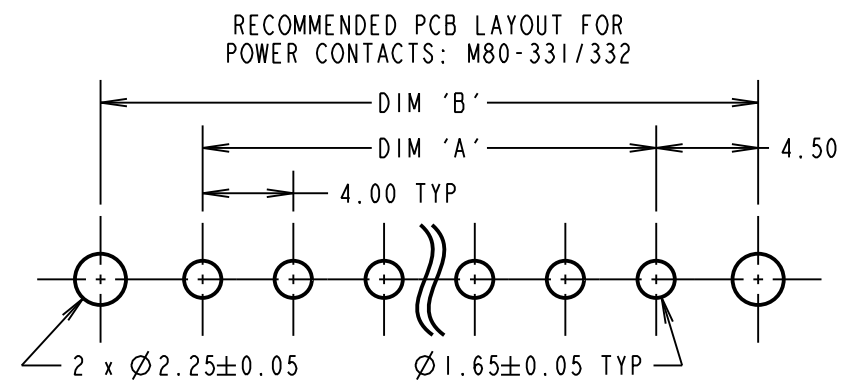 RECOMMENDED PCB LAYOUT FOR
POWER CONTACTS: M80-331/332
DIM 'B'
DIM 'A'
4.50
4.00 TYP
2 x Ø2.25±0.05
Ø1.65±0.05 TYP